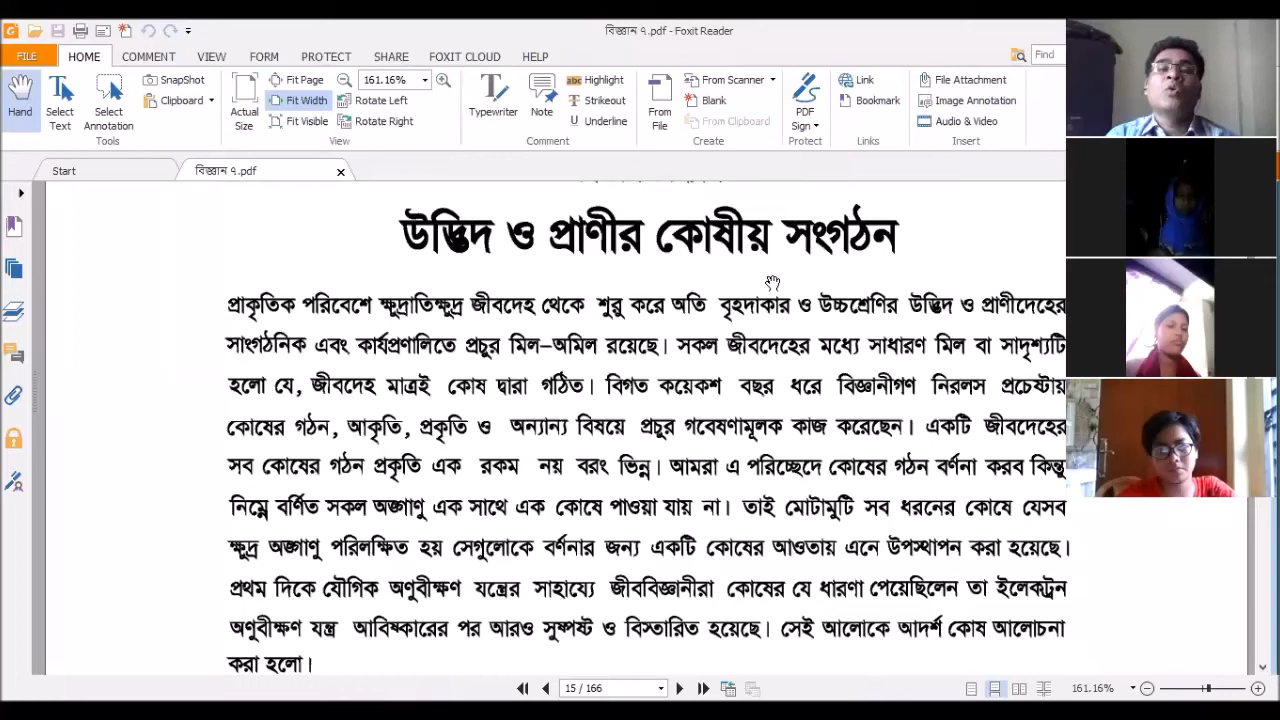 বিজ্ঞান ৭.pdf - Foxit Reader
FILE HOME COMMENT VIEW FORM PROTECT SHARE FOXIT CLOUD HELP Find
Hand
Select Text
Select Annotation
SnapShot
Clipboard
Tools
Actual Size
Fit Page
Fit Width
Fit Visible
161.16%
Rotate Left
Rotate Right
View
Typewriter
Note
Highlight
Strikeout
Underline
Comment
From File
From Scanner
Blank
From Clipboard
Create
PDF Sign
Protect
Link
Bookmark
Links
File Attachment
Image Annotation
Audio & Video
Insert
Start বিজ্ঞান ৭.pdf
উদ্ভিদ ও প্রাণীর কোষীয় সংগঠন
প্রাকৃতিক পরিবেশে ক্ষুদ্রাতিক্ষুদ্র জীবদেহ থেকে শুরু করে অতি বৃহদাকার ও উচ্চশ্রেণির উদ্ভিদ ও প্রাণীদেহের
সাংগঠনিক এবং কার্যপ্রণালিতে প্রচুর মিল-অমিল রয়েছে। সকল জীবদেহের মধ্যে সাধারণ মিল বা সাদৃশ্যটি
হলো যে, জীবদেহ মাত্রই কোষ দ্বারা গঠিত। বিগত কয়েকশ বছর ধরে বিজ্ঞানীগণ নিরলস প্রচেষ্টায়
কোষের গঠন, আকৃতি, প্রকৃতি ও অন্যান্য বিষয়ে প্রচুর গবেষণামূলক কাজ করেছেন। একটি জীবদেহের
সব কোষের গঠন প্রকৃতি এক রকম নয় বরং ভিন্ন। আমরা এ পরিচ্ছেদে কোষের গঠন বর্ণনা করব কিন্তু
নিম্নে বর্ণিত সকল অঙ্গাণু এক সাথে এক কোষে পাওয়া যায় না। তাই মোটামুটি সব ধরনের কোষে যেসব
ক্ষুদ্র অঙ্গাণু পরিলক্ষিত হয় সেগুলোকে বর্ণনার জন্য একটি কোষের আওতায় এনে উপস্থাপন করা হয়েছে।
প্রথম দিকে যৌগিক অণুবীক্ষণ যন্ত্রের সাহায্যে জীববিজ্ঞানীরা কোষের যে ধারণা পেয়েছিলেন তা ইলেকট্রন
অণুবীক্ষণ যন্ত্র আবিষ্কারের পর আরও সুস্পষ্ট ও বিস্তারিত হয়েছে। সেই আলোকে আদর্শ কোষ আলোচনা
করা হলো।
15 / 166
161.16%